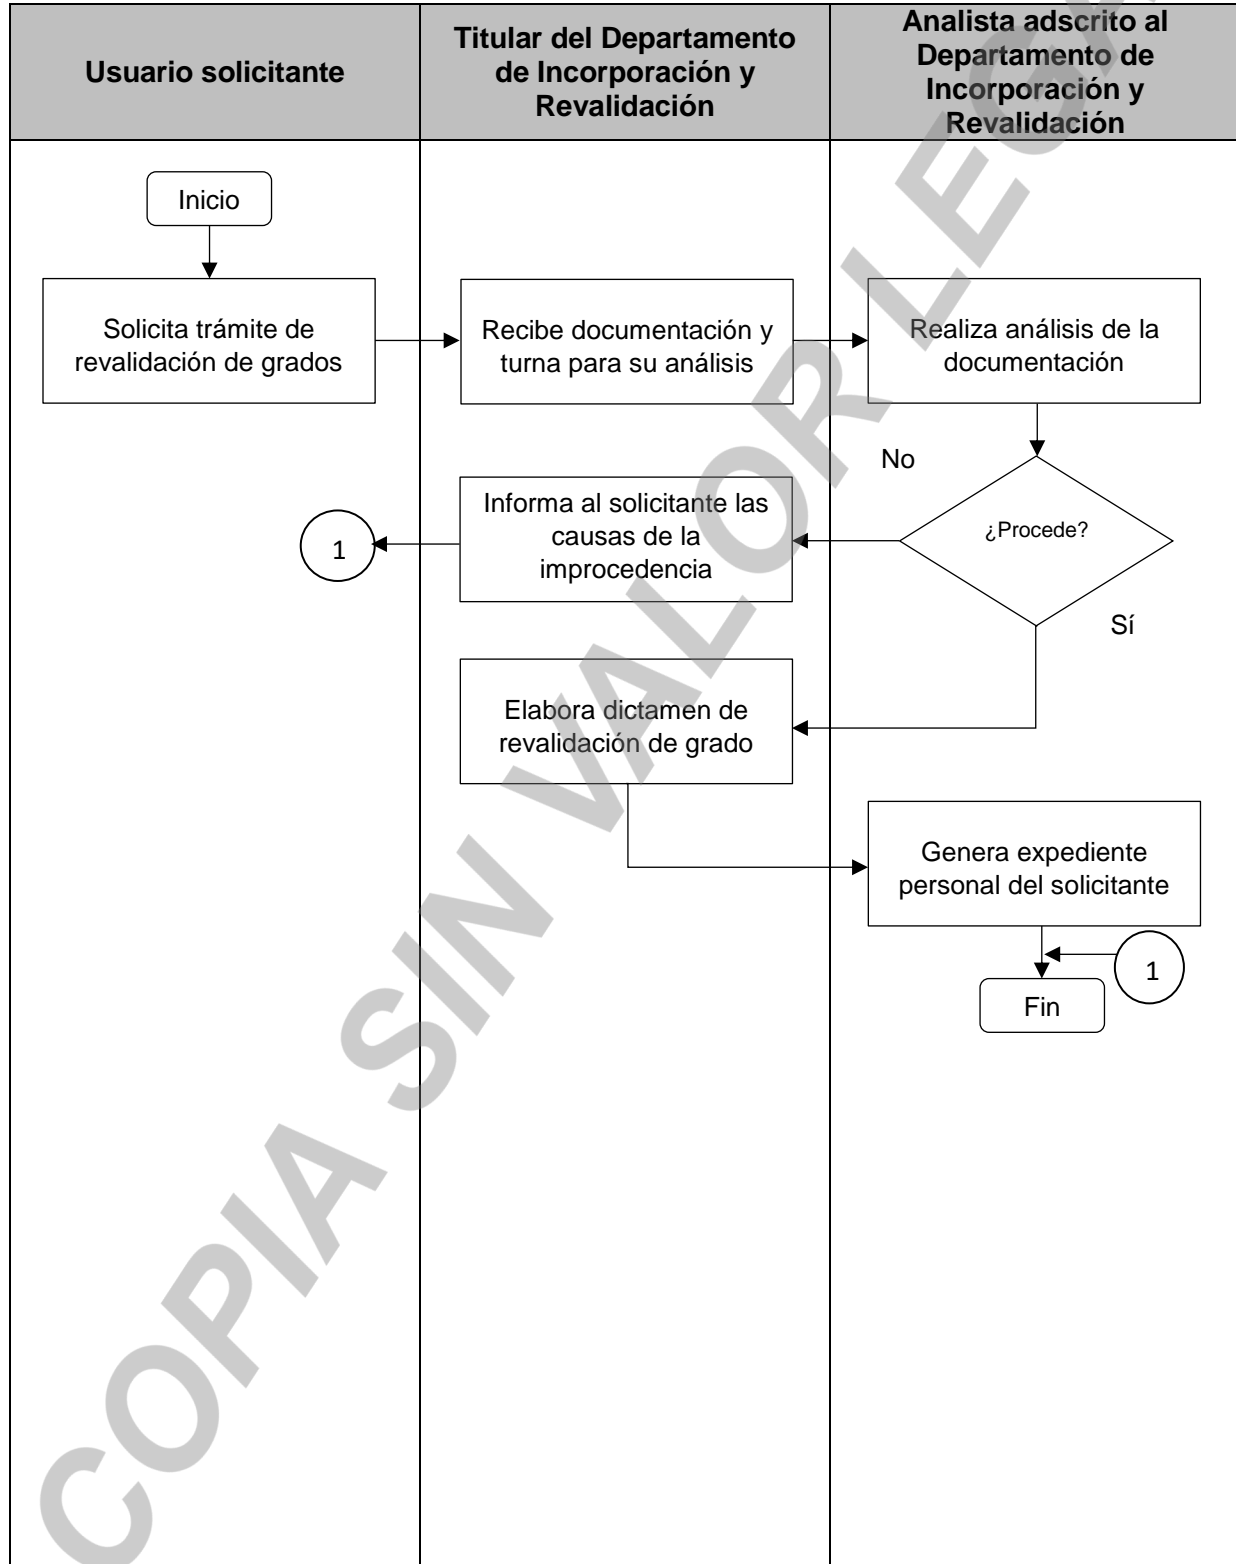 Usuario solicitante
Titular del Departamento
de Incorporación y
Revalidación
Analista adscrito al
Departamento de
Incorporación y
Revalidación
Inicio
Solicita trámite de
revalidación de grados
Recibe documentación y
turna para su análisis
Realiza análisis de la
documentación
No
¿Procede?
Sí
Informa al solicitante las
causas de la
improcedencia
1
Elabora dictamen de
revalidación de grado
Genera expediente
personal del solicitante
1
Fin
COPIA SIN VALOR LEGA